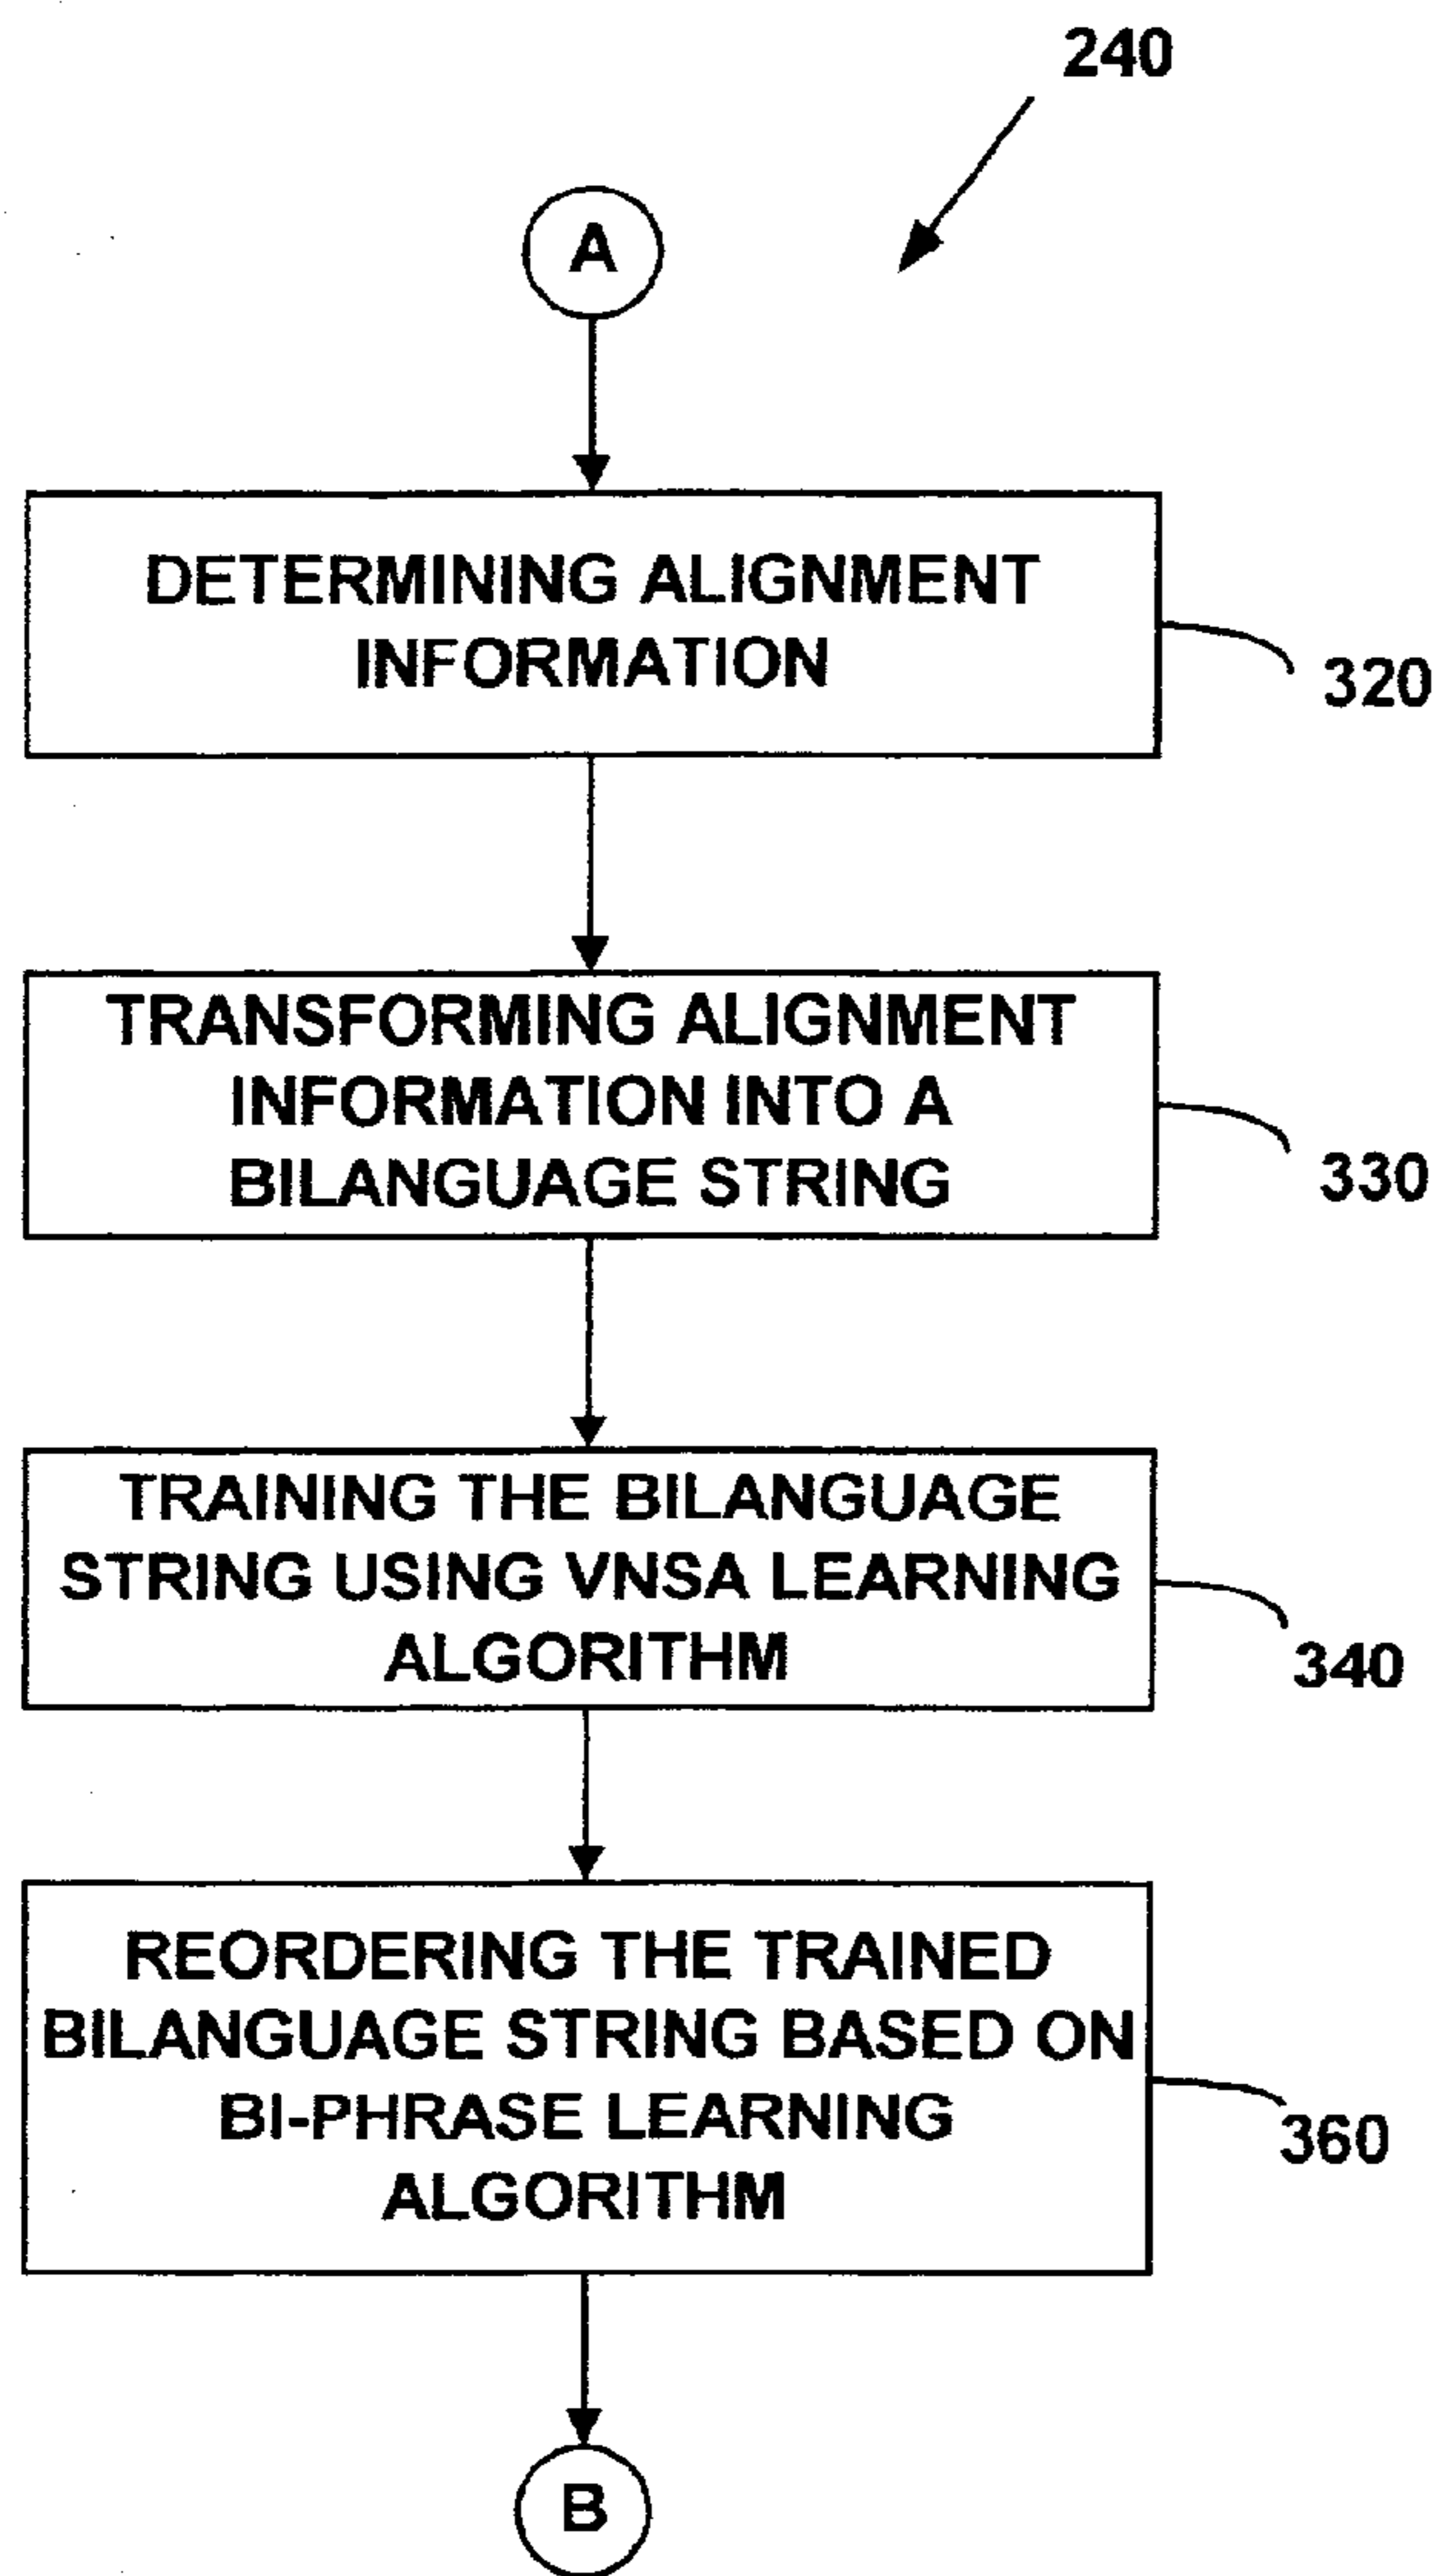 240
A
DETERMINING ALIGNMENT
INFORMATION
320
TRANSFORMING ALIGNMENT
INFORMATION INTO A
BILANGUAGE STRING
330
TRAINING THE BILANGUAGE
STRING USING VNSA LEARNING
ALGORITHM
340
REORDERING THE TRAINED
BILANGUAGE STRING BASED ON
BI-PHRASE LEARNING
ALGORITHM
360
B